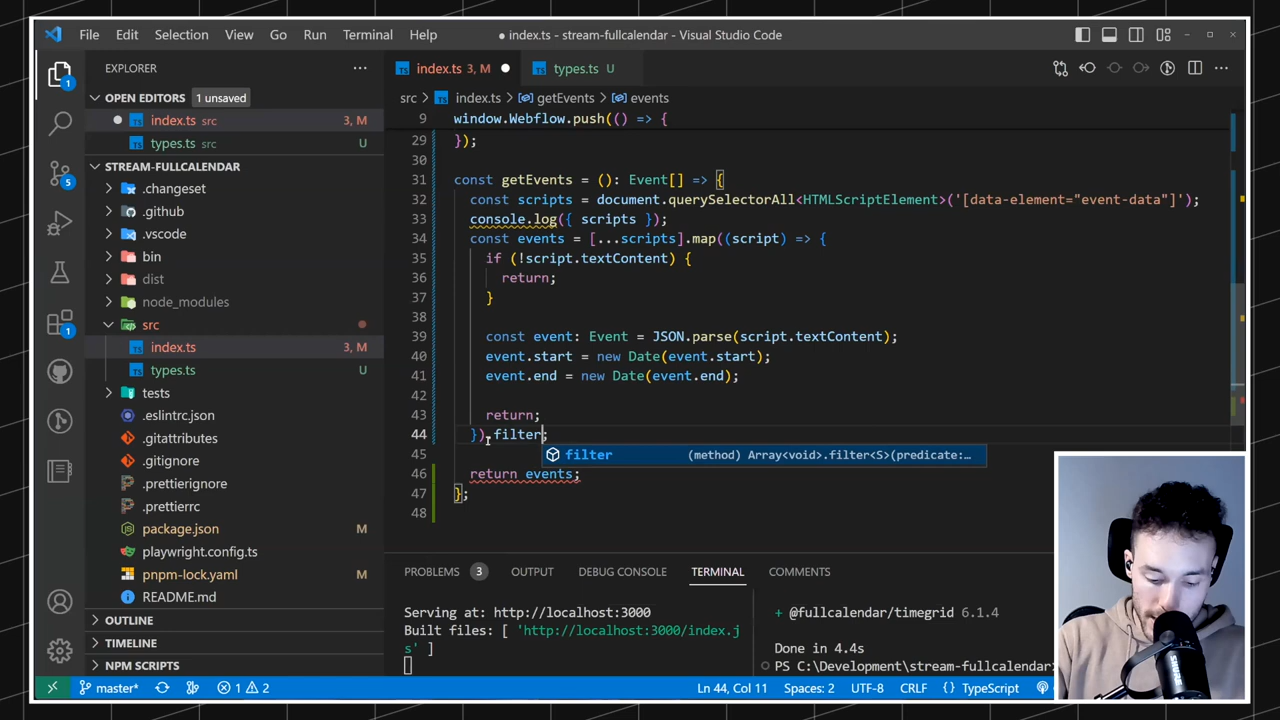 File Edit Selection View Go Run Terminal Help
● index.ts - stream-fullcalendar - Visual Studio Code
EXPLORER
OPEN EDITORS 1 unsaved
index.ts src 3, M
types.ts src U
STREAM-FULLCALENDAR
.changeset
.github
.vscode
bin
dist
node_modules
src
index.ts 3, M
types.ts U
tests
.eslintrc.json
.gitattributes
.gitignore
.prettierignore
.prettierrc
package.json M
playwright.config.ts
pnpm-lock.yaml M
README.md
OUTLINE
TIMELINE
NPM SCRIPTS
1
5
1
index.ts 3, M
types.ts U
src > index.ts > getEvents > events
9 window.Webflow.push(() => {
29 });
30
31 const getEvents = (): Event[] => {
32 const scripts = document.querySelectorAll<HTMLScriptElement>('[data-element="event-data"]');
33 console.log({ scripts });
34 const events = [...scripts].map((script) => {
35 if (!script.textContent) {
36 return;
37 }
38
39 const event: Event = JSON.parse(script.textContent);
40 event.start = new Date(event.start);
41 event.end = new Date(event.end);
42
43 return;
44 }).filter;
filter (method) Array<void>.filter<S>(predicate:…
45
46 return events;
47 };
48
PROBLEMS 3 OUTPUT DEBUG CONSOLE TERMINAL COMMENTS
Serving at: http://localhost:3000
Built files: [ 'http://localhost:3000/index.j
s' ]
+ @fullcalendar/timegrid 6.1.4
Done in 4.4s
PS C:\Development\stream-fullcalendar>
master* 1 2
Ln 44, Col 11 Spaces: 2 UTF-8 CRLF {} TypeScript